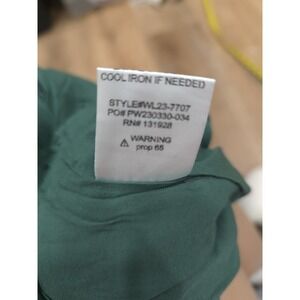 COOL IRON IF NEEDED
STYLE#WL23-7707
PO# PW230330-034
RN# 131928
⚠ WARNING
prop 65